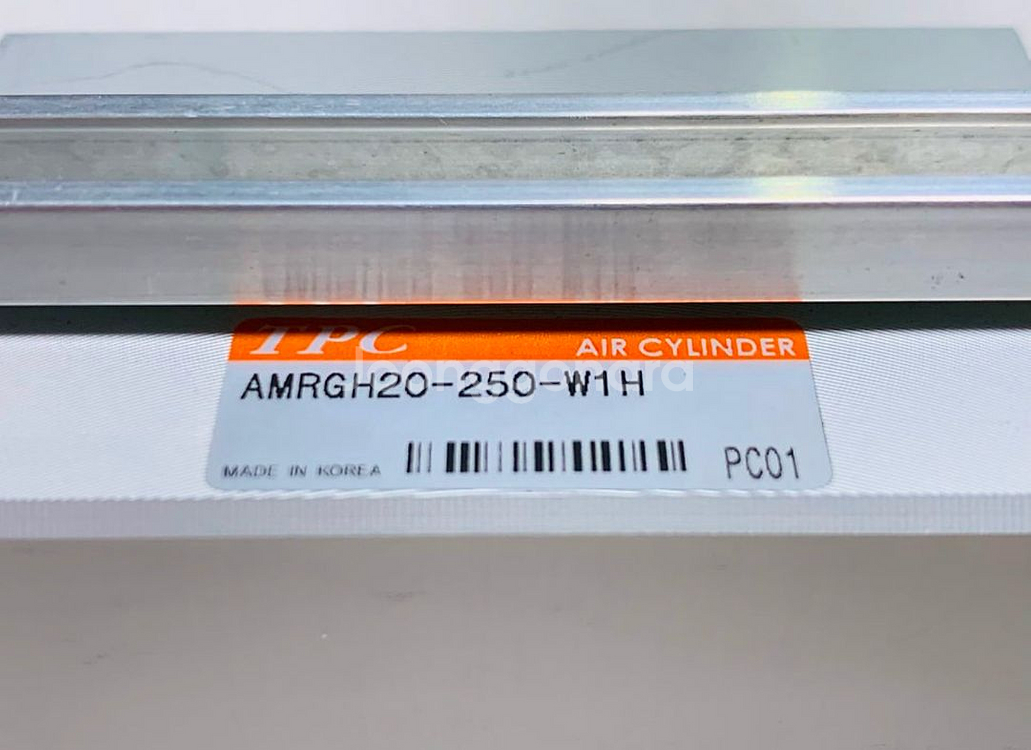 TPC AIR CYLINDER
AMRGH20-250-W1H
MADE IN KOREA PC01